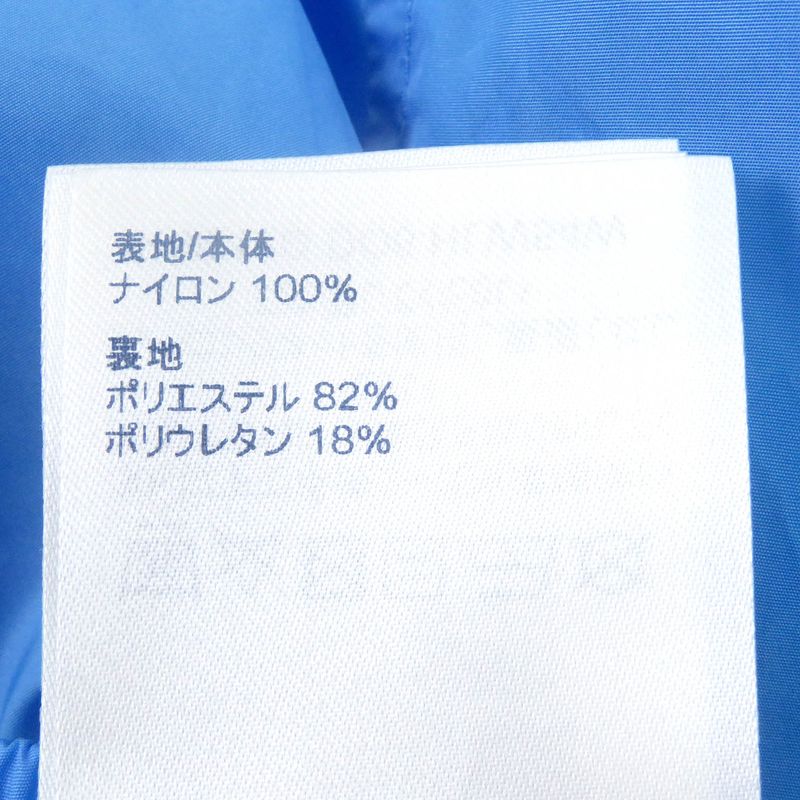 表地/本体
ナイロン 100%
裏地
ポリエステル 82%
ポリウレタン 18%